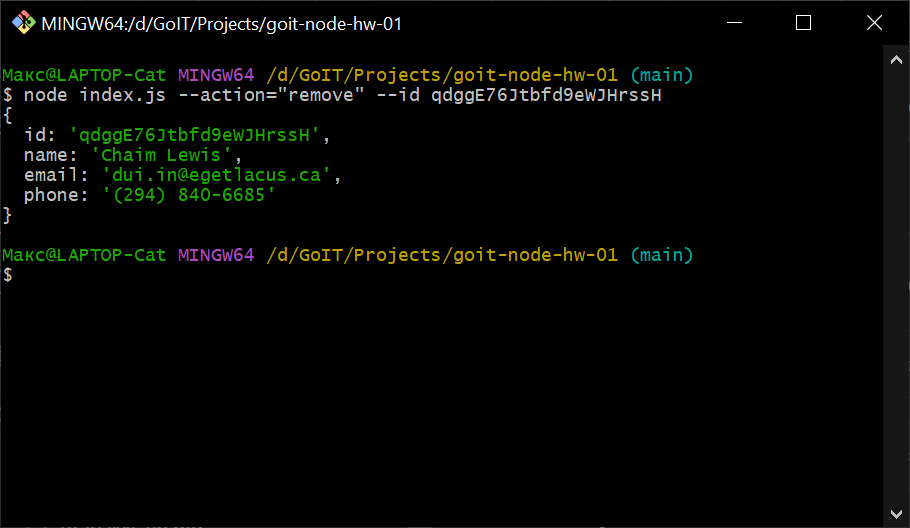 MINGW64:/d/GoIT/Projects/goit-node-hw-01
Макс@LAPTOP-Cat MINGW64 /d/GoIT/Projects/goit-node-hw-01 (main)
$ node index.js --action="remove" --id qdggE76Jtbfd9eWJHrssH
{
  id: 'qdggE76Jtbfd9eWJHrssH',
  name: 'Chaim Lewis',
  email: 'dui.in@egetlacus.ca',
  phone: '(294) 840-6685'
}
Макс@LAPTOP-Cat MINGW64 /d/GoIT/Projects/goit-node-hw-01 (main)
$